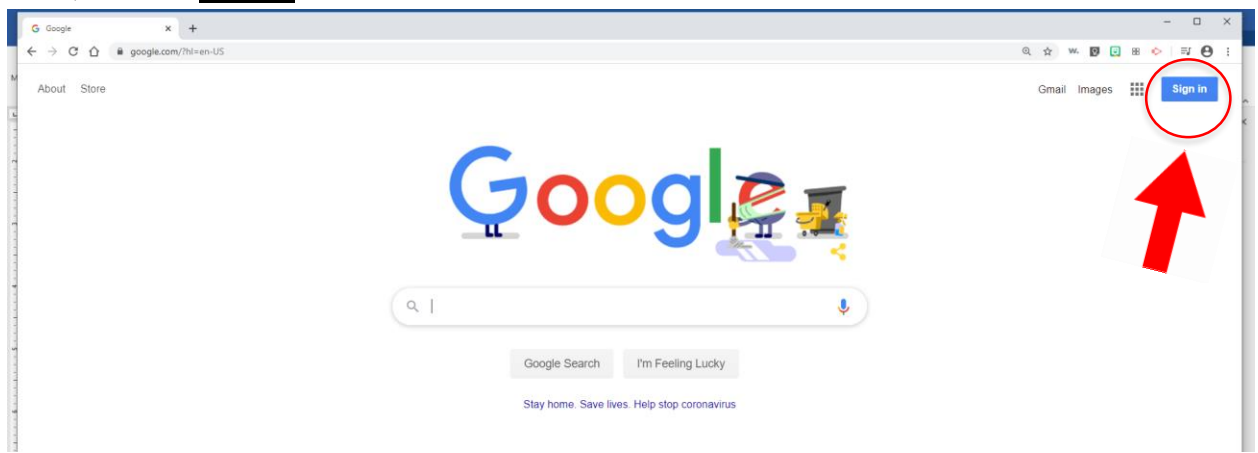 Google
google.com/?hl=en-US
About Store
Gmail Images Sign in
Google
Google Search I'm Feeling Lucky
Stay home. Save lives. Help stop coronavirus